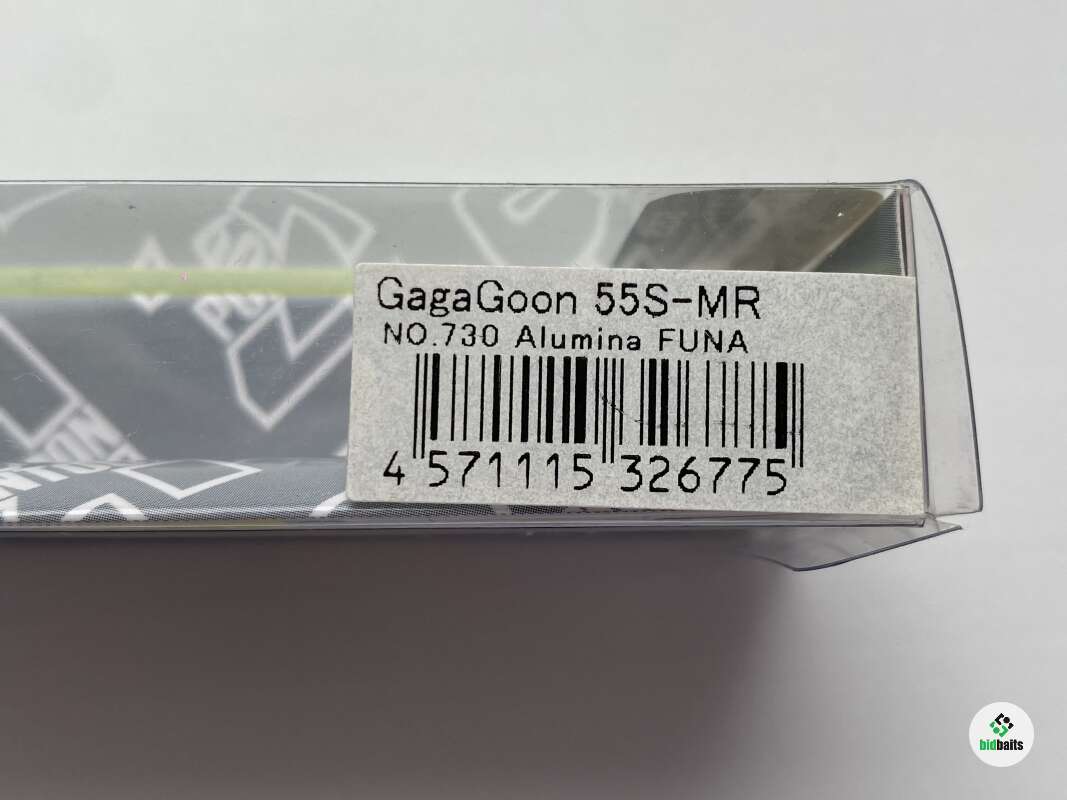 GagaGoon 55S-MR
NO.730 Alumina FUNA
4 571115 326775
bidbaits